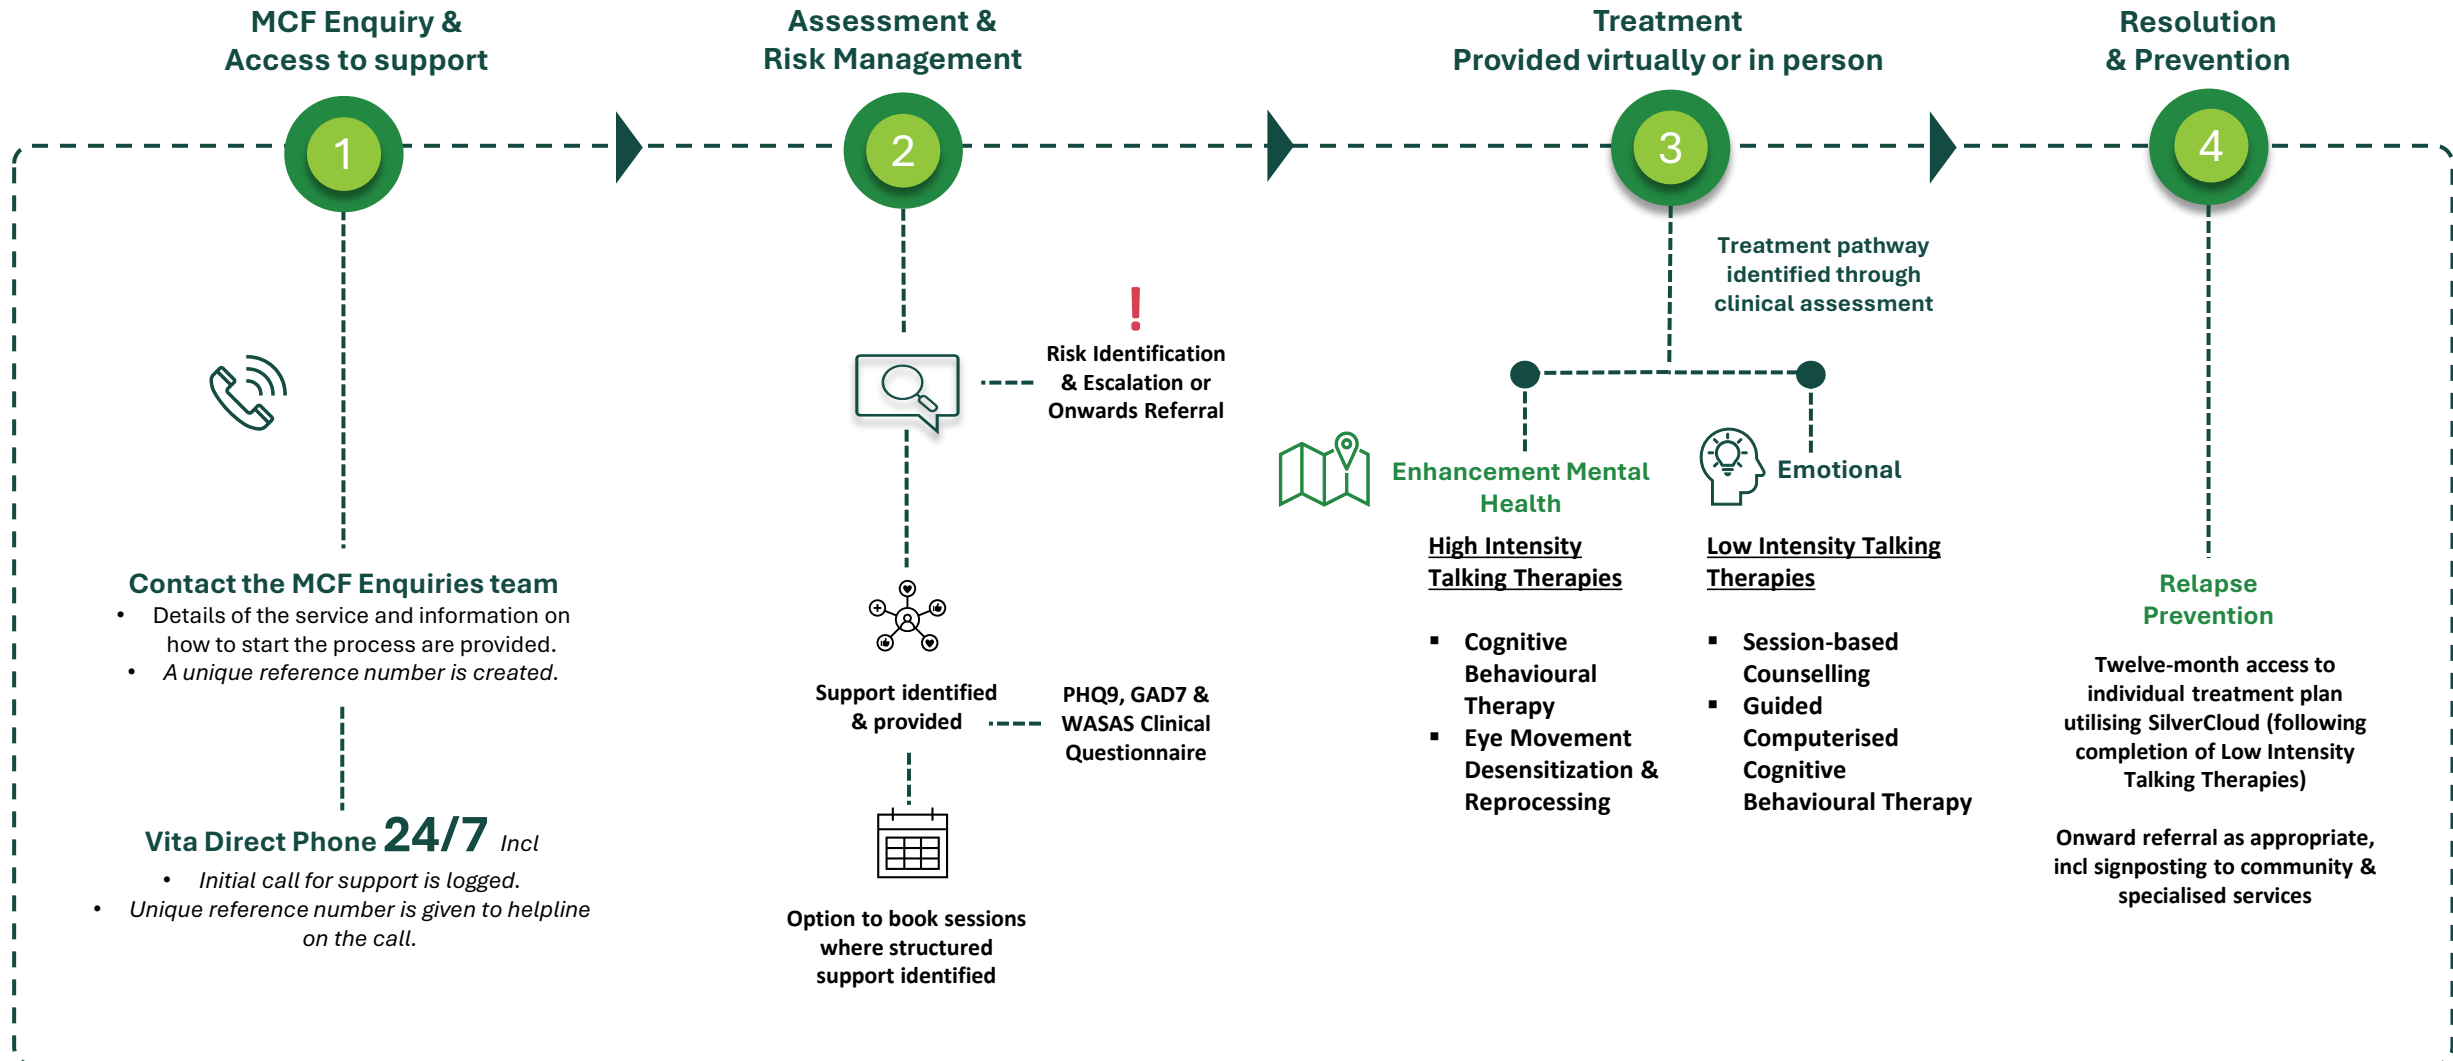 MCF Enquiry &
Access to support
1
Contact the MCF Enquiries team
• Details of the service and information on
how to start the process are provided.
• A unique reference number is created.
Vita Direct Phone 24/7 Incl
• Initial call for support is logged.
• Unique reference number is given to helpline
on the call.
Assessment &
Risk Management
2
!
Risk Identification
& Escalation or
Onwards Referral
Support identified
& provided
PHQ9, GAD7 &
WASAS Clinical
Questionnaire
Option to book sessions
where structured
support identified
Treatment
Provided virtually or in person
3
Treatment pathway
identified through
clinical assessment
Enhancement Mental
Health
High Intensity
Talking Therapies
▪ Cognitive
Behavioural
Therapy
▪ Eye Movement
Desensitization &
Reprocessing
Emotional
Low Intensity Talking
Therapies
▪ Session-based
Counselling
▪ Guided
Computerised
Cognitive
Behavioural Therapy
Resolution
& Prevention
4
Relapse
Prevention
Twelve-month access to
individual treatment plan
utilising SilverCloud (following
completion of Low Intensity
Talking Therapies)
Onward referral as appropriate,
incl signposting to community &
specialised services